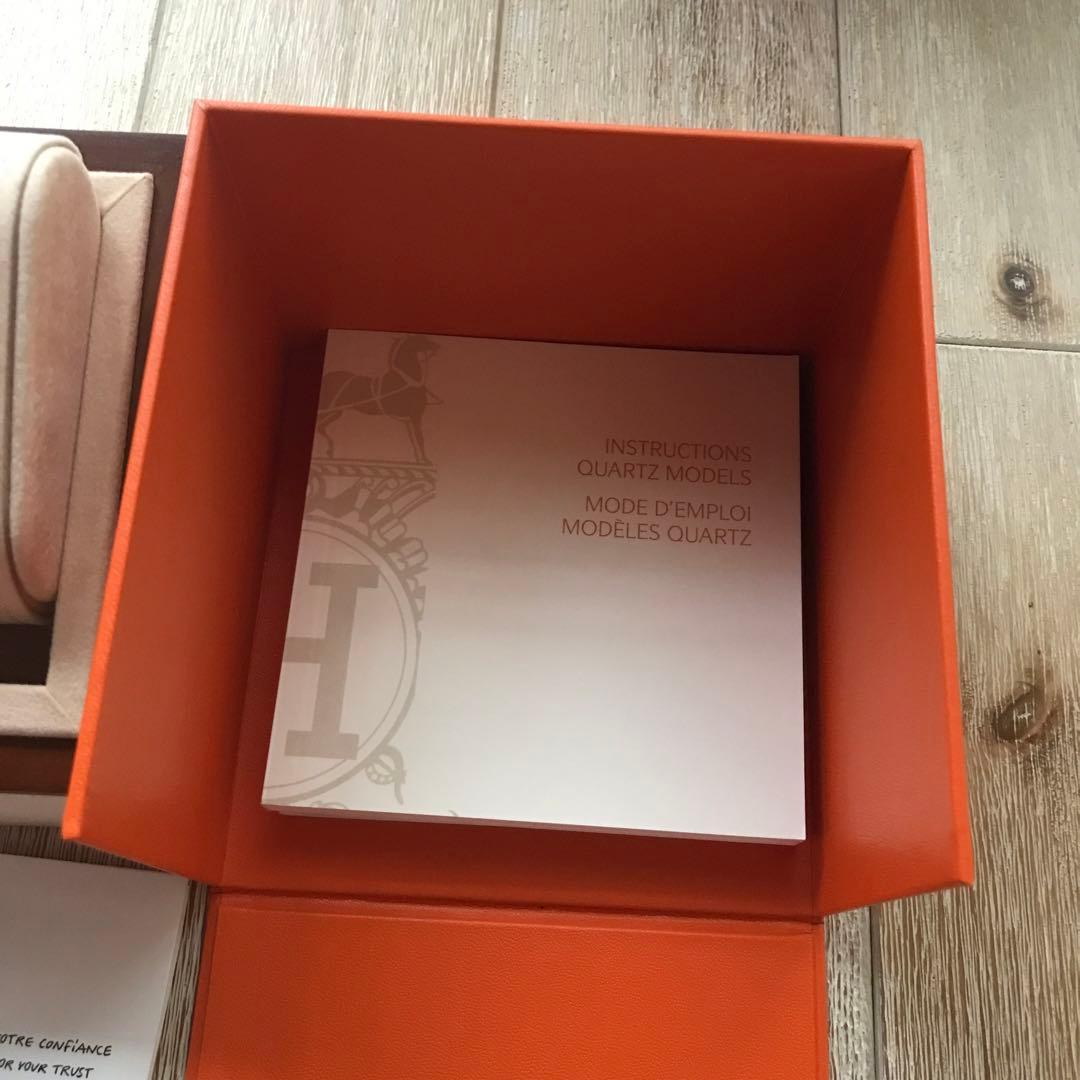 INSTRUCTIONS
QUARTZ MODELS
MODE D'EMPLOI
MODÈLES QUARTZ
H
OTRE CONFiANCE
OR YOUR TRUST